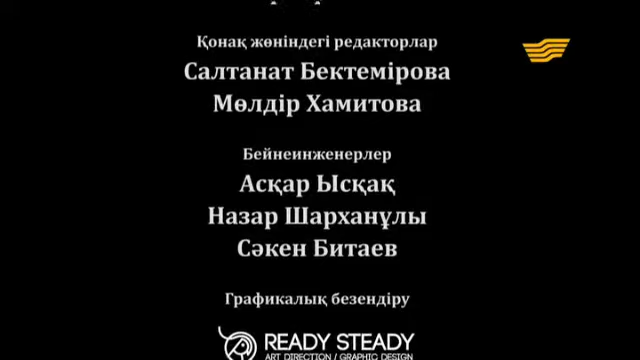 Қонақ жөніндегі редакторлар
Салтанат Бектемірова
Мөлдір Хамитова
Бейнеинженерлер
Асқар Ысқақ
Назар Шарханұлы
Сәкен Битаев
Графикалық безендіру
READY STEADY
ART DIRECTION / GRAPHIC DESIGN